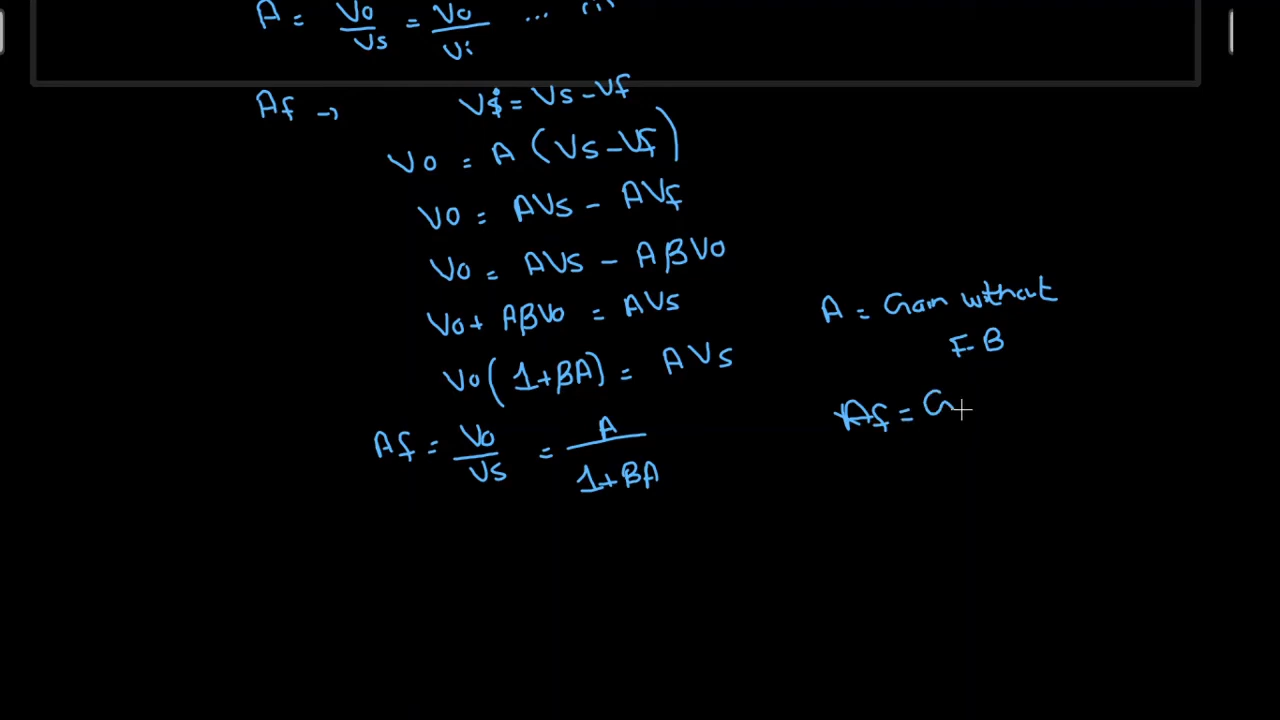 A = Vo/Vs = Vo/Vi ...
Af → Vi = Vs - Vf
Vo = A (Vs - Vf)
Vo = AVs - AVf
Vo = AVs - AβVo
Vo + AβVo = AVs
Vo (1+βA) = AVs
Af = Vo/Vs = A/1+βA
A = Gain without
F-B
Af = G